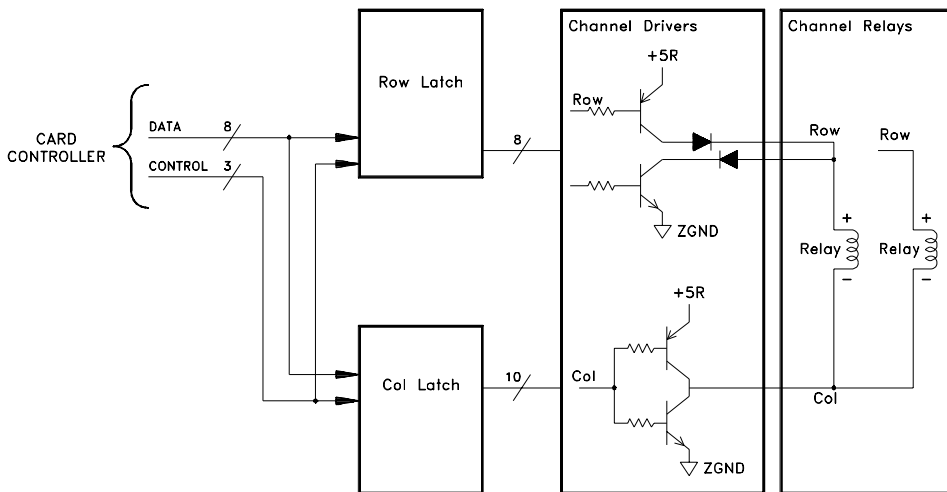 Channel Drivers
Channel Relays
+5R
Row Latch
Row
CARD
CONTROLLER
DATA
8
CONTROL
3
8
Row
Row
ZGND
+
Relay
-
+
Relay
-
+5R
Col Latch
10
Col
Col
ZGND